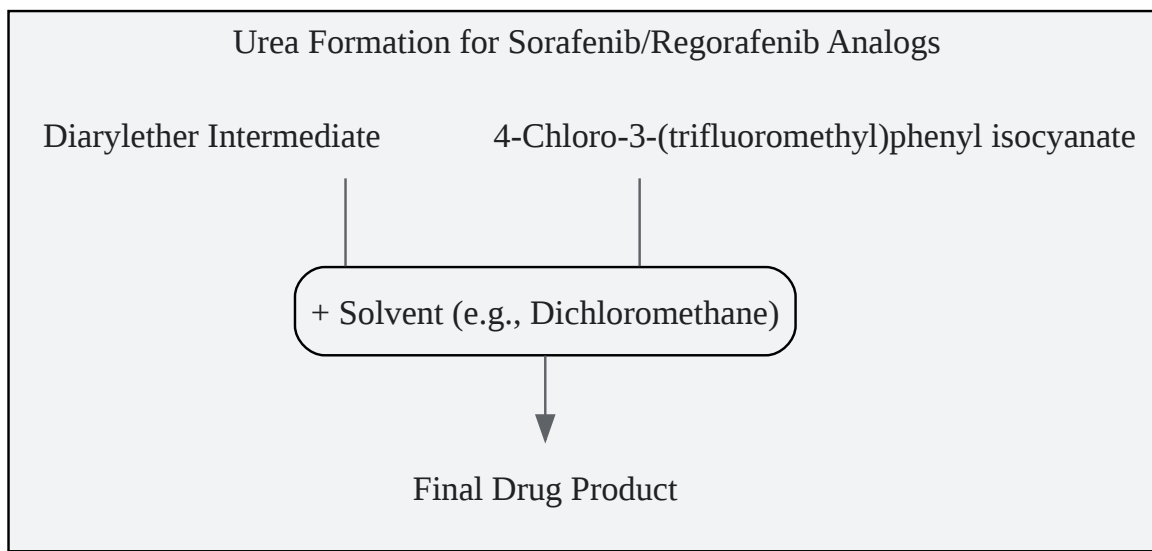 Urea Formation for Sorafenib/Regorafenib Analogs
Diarylether Intermediate
4-Chloro-3-(trifluoromethyl)phenyl isocyanate
+ Solvent (e.g., Dichloromethane)
Final Drug Product